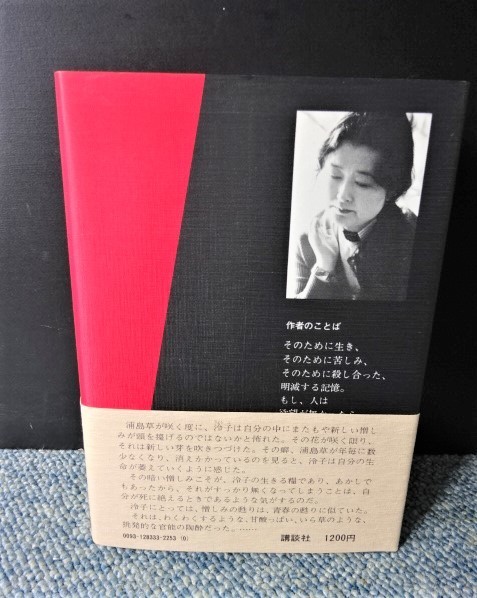 作者のことば
そのために生き、
そのために苦しみ、
そのために殺し合った、
明滅する記憶。
もし、人は
浦島草が咲く度に、冷子は自分の中にまたもや新しい憎し
みが頭を擡げるのではないかと怖れた。その花が咲く限り、
それは新しい芽を吹きつづけた。その癖、浦島草が年毎に数
少なくなり、消えかかっているのを見ると、冷子は自分の生
命が萎えていくように感じた。
その暗い憎しみこそが、冷子の生きる糧であり、あかしで
もあったから、それがすっかり無くなってしまうことは、自
分が死に絶えるときであるような気がするのだ。
冷子にとっては、憎しみの甦りは、青春の甦りに似ていた。
それは、わくわくするような、甘酸っぱい、いら草のような、
挑発的な官能の陶酔だった。……
0093-128233-2253 (0)
講談社 1200円